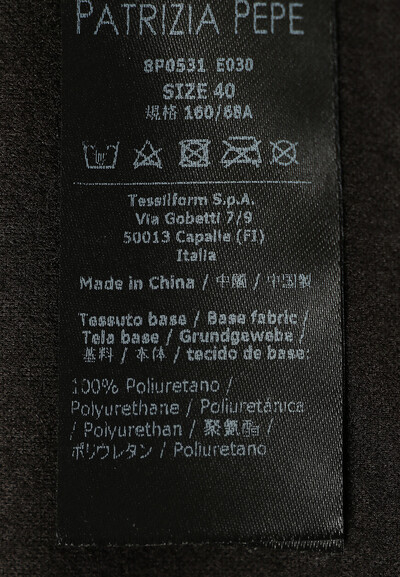 PATRIZIA PEPE
8P0531 E030
SIZE 40
規格 160/68A
Tessilform S.p.A.
Via Gobetti 7/9
50013 Capalle (FI)
Italia
Made in China / 中國 / 中国製
Tessuto base / Base fabric /
Tela base / Grundgewebe /
基料 / 本体 / tecido de base:
100% Poliuretano /
Polyurethane / Poliuretánica
/ Polyurethan / 聚氨酯 /
ポリウレタン / Poliuretano